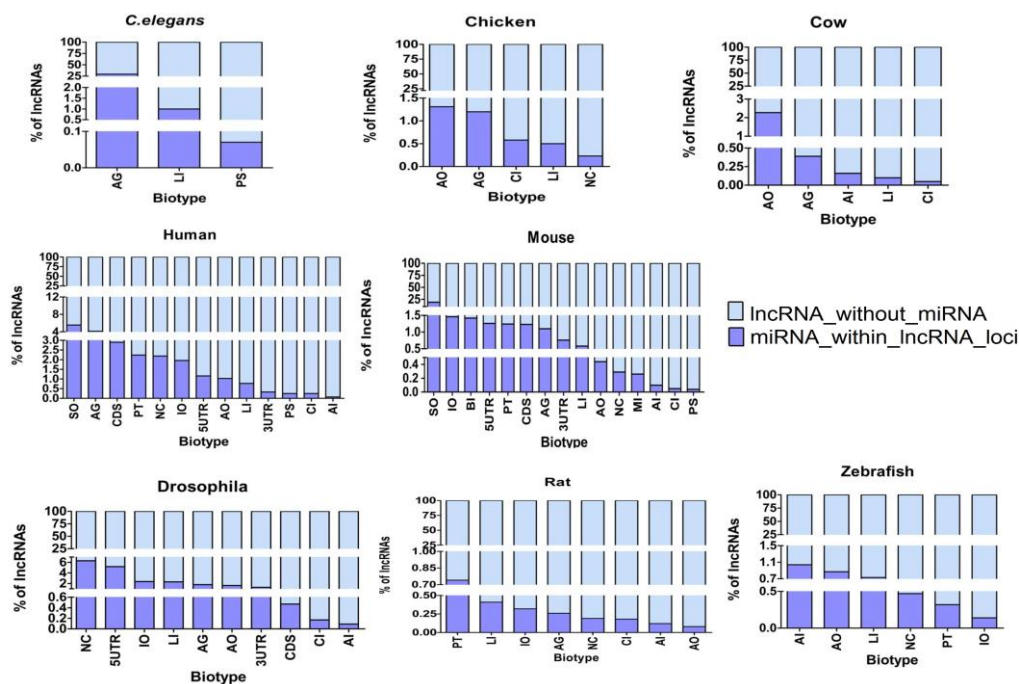 C.elegans
% of lncRNAs
100
75
50
25
2.0
1.5
1.0
0.5
0.1
0.0
AG
LI
PS
Biotype
Chicken
% of lncRNAs
100
75
50
25
1.5
1.0
0.5
0.0
AO
AG
CI
LI
NC
Biotype
Cow
% of lncRNAs
100
75
50
25
3
2
1
0.50
0.25
0.00
AO
AG
AI
LI
CI
Biotype
Human
% of lncRNAs
100
75
50
25
12
8
4
3.0
2.5
2.0
1.5
1.0
0.5
0.0
SO
AG
CDS
PT
NC
IO
5UTR
AO
LI
3UTR
PS
CI
AI
Biotype
Mouse
% of lncRNAs
100
75
50
25
1.5
1.0
0.5
0.4
0.2
0.0
SO
IO
BI
5UTR
PT
CDS
AG
3UTR
LI
AO
NC
MI
AI
CI
PS
Biotype
lncRNA_without_miRNA
miRNA_within_lncRNA_loci
Drosophila
% of lncRNAs
100
75
50
25
6
4
2
0.6
0.4
0.2
0.0
NC
5UTR
IO
LI
AG
AO
3UTR
CDS
CI
AI
Biotype
Rat
% of lncRNAs
100
75
50
25
1.00
0.85
0.70
0.50
0.25
0.00
PT
LI
IO
AG
NC
CI
AI
AO
Biotype
Zebrafish
% of lncRNAs
100
75
50
25
1.5
1.1
0.7
0.5
0.0
AI
AO
LI
NC
PT
IO
Biotype